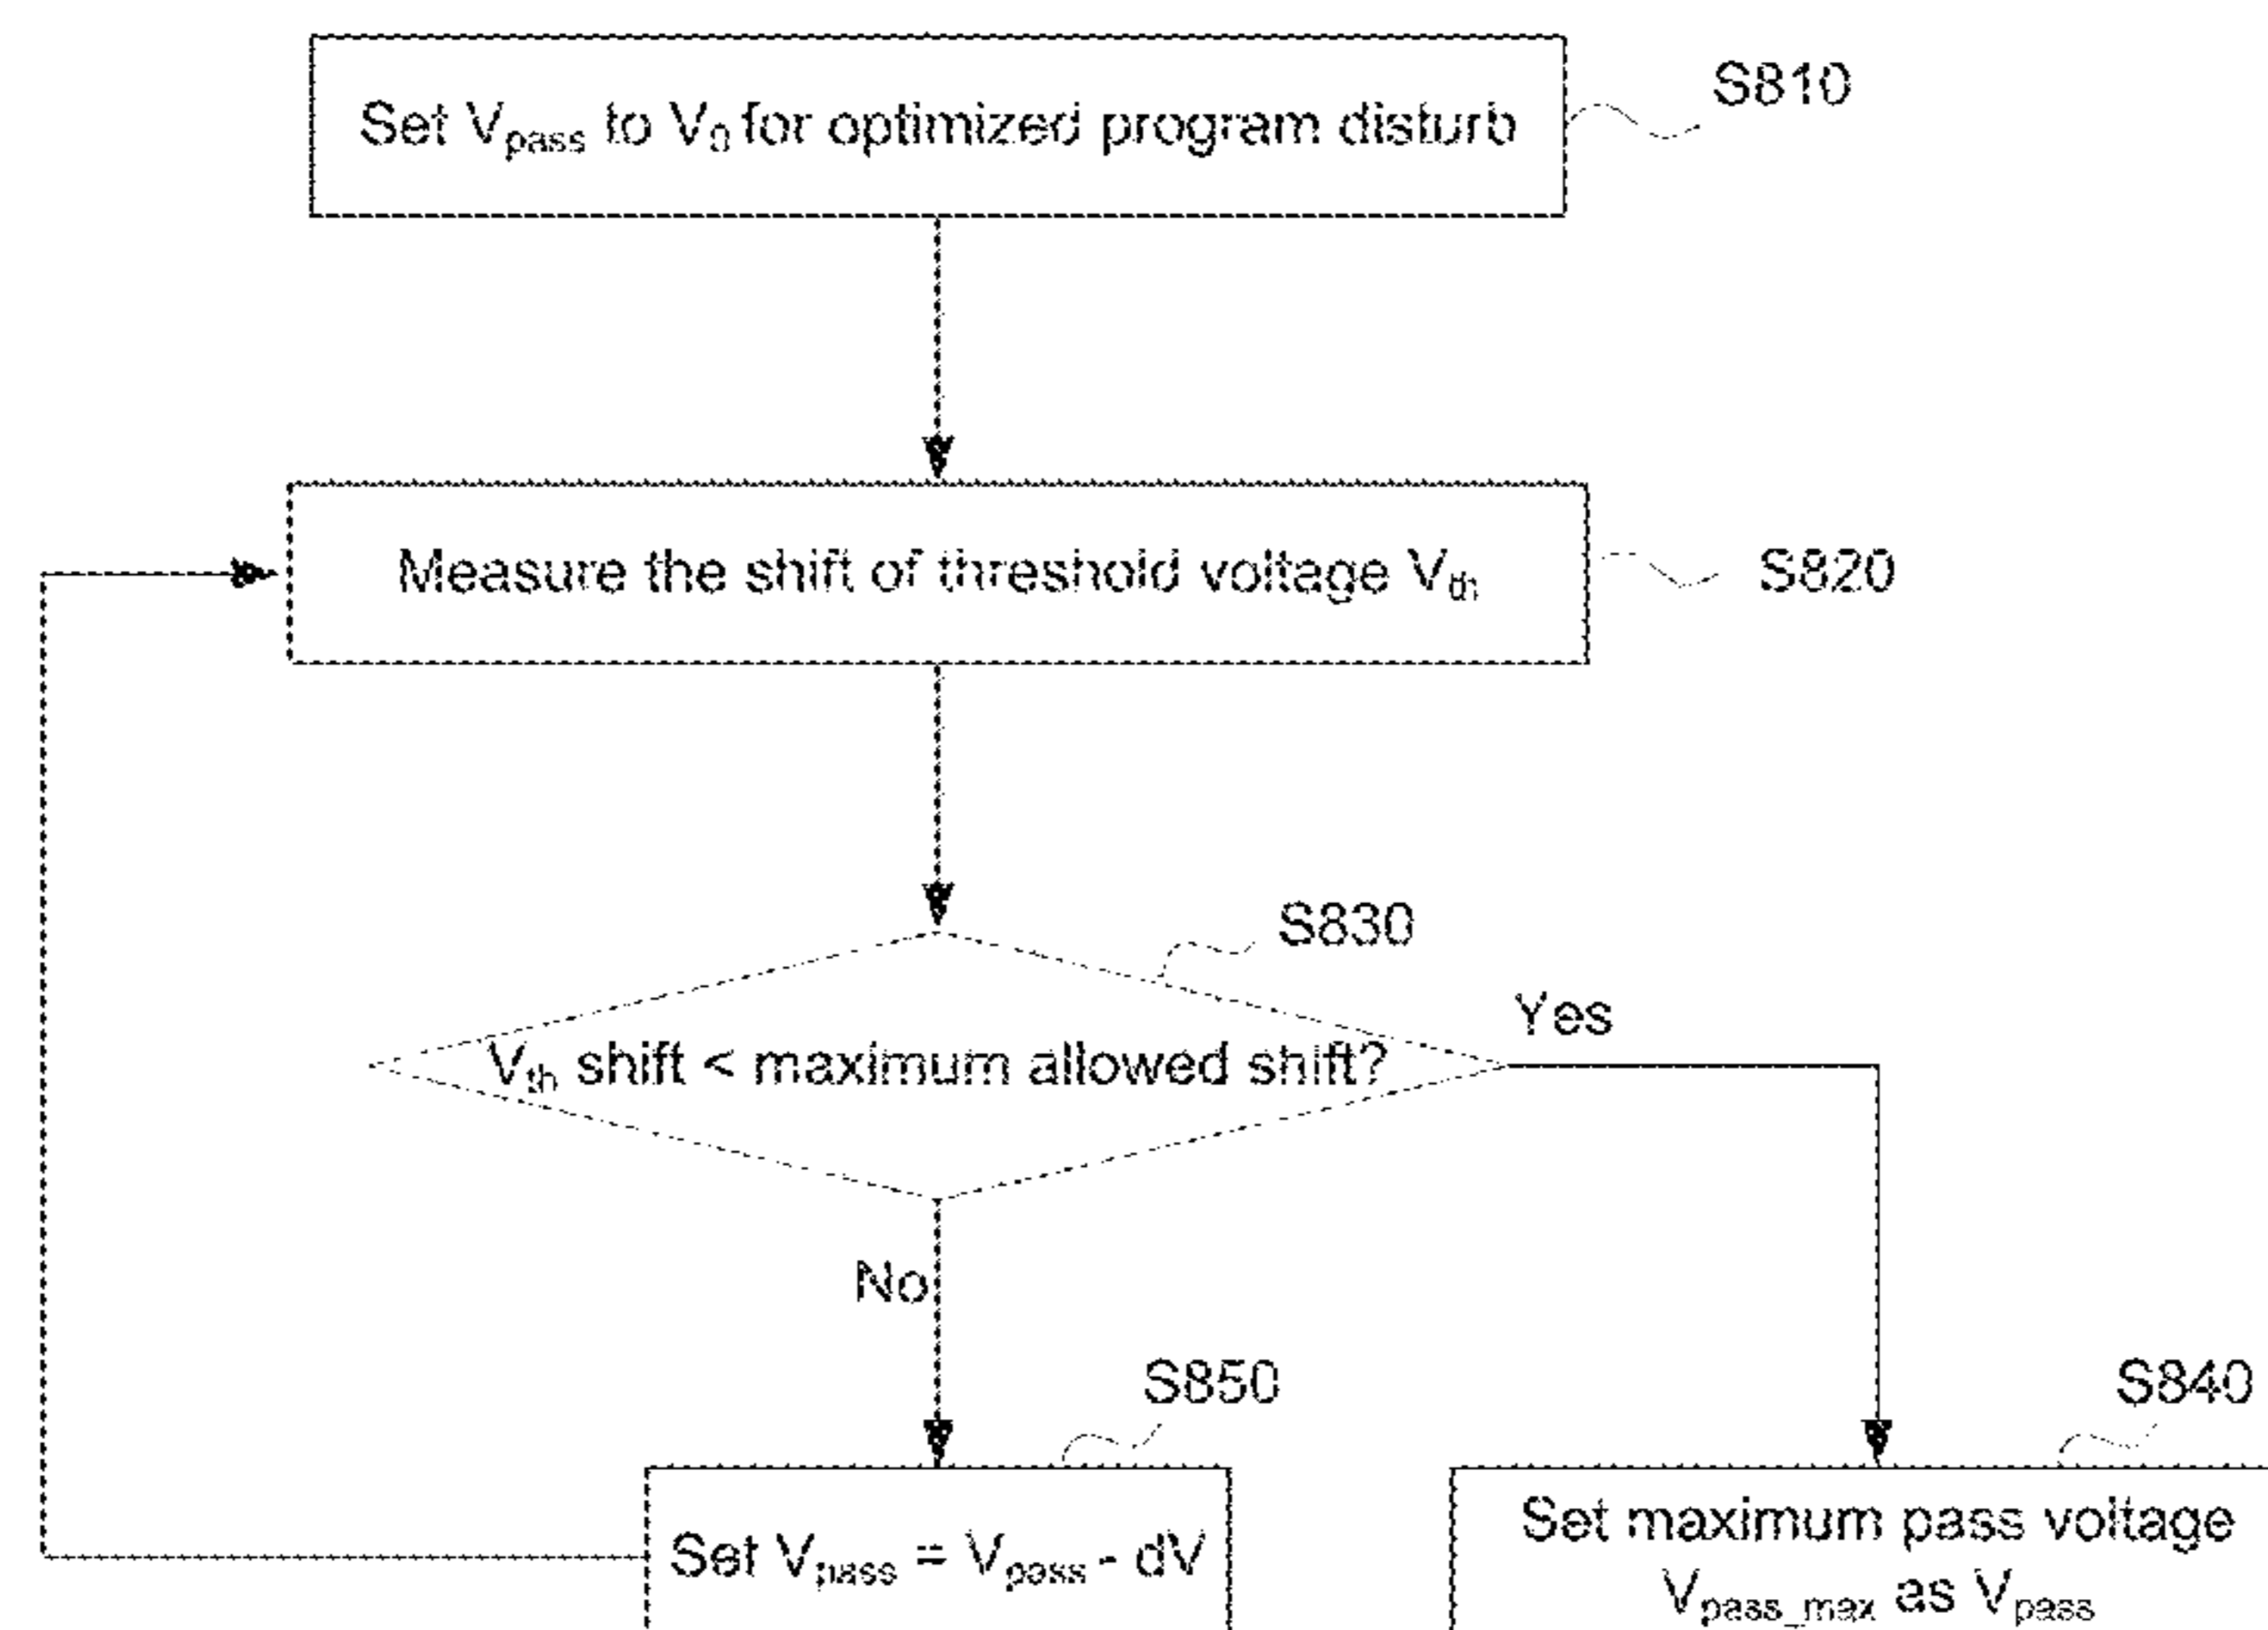 Set Vpass to V0 for optimized program disturb
S810
Measure the shift of threshold voltage Vth
S820
S830
Vth shift < maximum allowed shift?
Yes
No
S850
S840
Set Vpass = Vpass - dV
Set maximum pass voltage
Vpass_max as Vpass